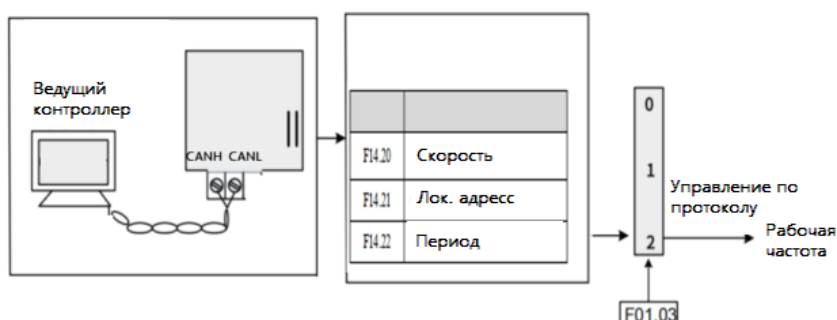 Ведущий
контроллер
CANH CANL
F14.20 Скорость
F14.21 Лок. адресс
F14.22 Период
0
1
2
Управление по
протоколу
Рабочая
частота
F01.03